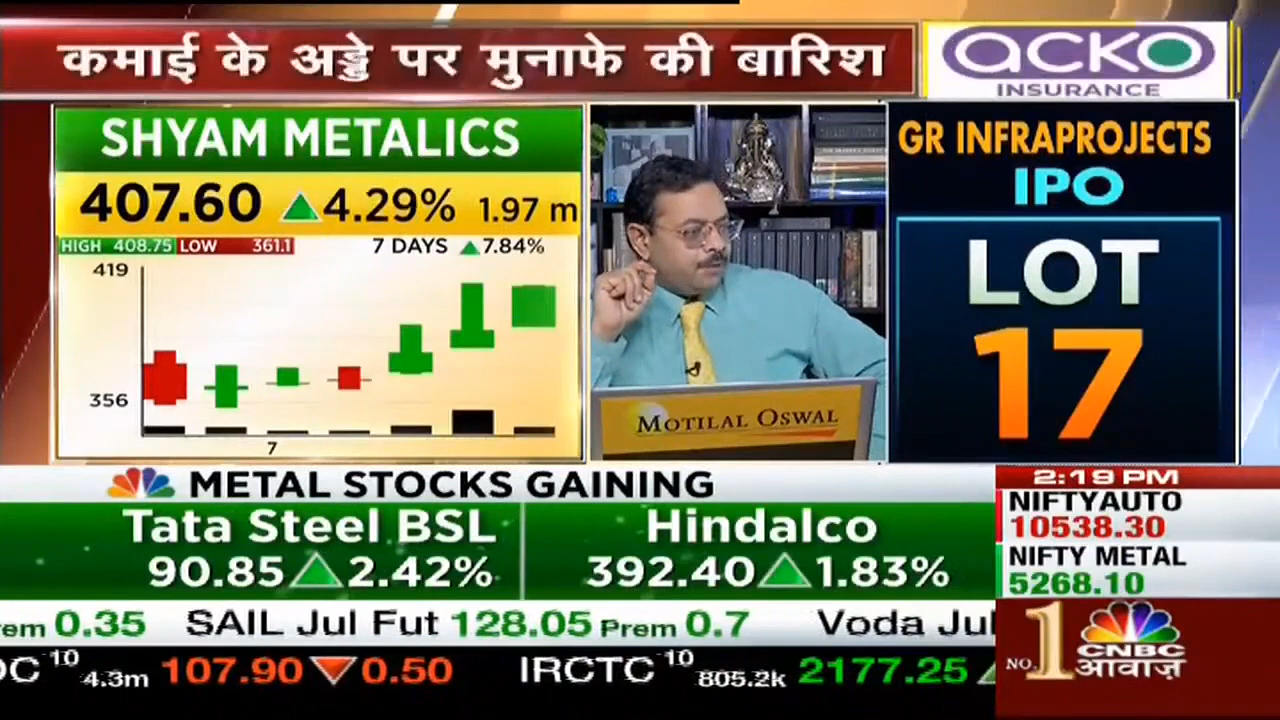 कमाई के अड्डे पर मुनाफे की बारिश
acko
INSURANCE
SHYAM METALICS
407.60 ▲4.29% 1.97 m
HIGH 408.75 LOW 361.1 7 DAYS ▲7.84%
419
356
7
MOTILAL OSWAL
GR INFRAPROJECTS
IPO
LOT
17
METAL STOCKS GAINING
Tata Steel BSL
90.85▲2.42%
Hindalco
392.40▲1.83%
2:19 PM
NIFTYAUTO
10538.30
NIFTY METAL
5268.10
em 0.35 SAIL Jul Fut 128.05 Prem 0.7 Voda Jul
C 10 4.3m 107.90▼0.50 IRCTC 10 805.2k 2177.25
NO.1 CNBC
आवाज़